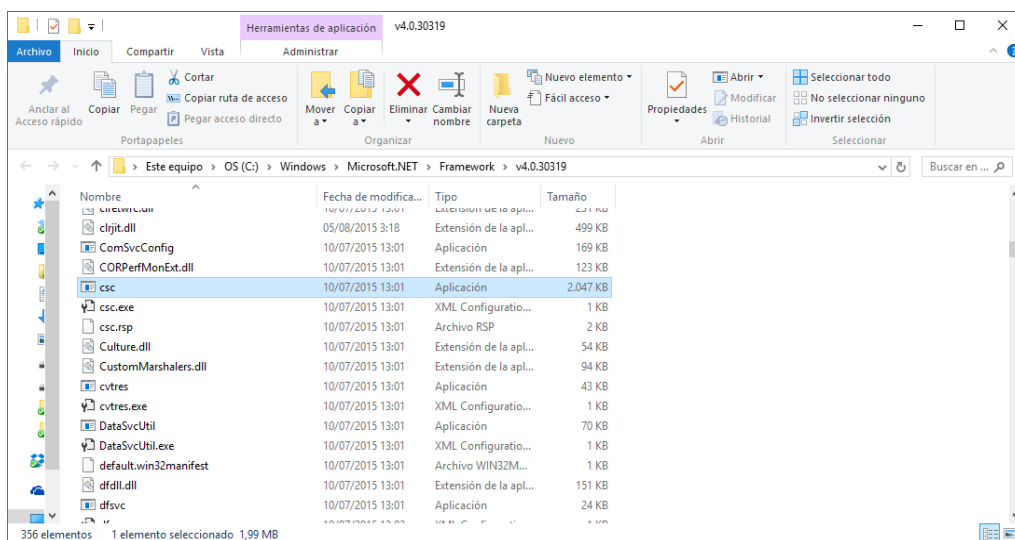 Herramientas de aplicación v4.0.30319
Archivo Inicio Compartir Vista Administrar
Anclar al Acceso rápido
Copiar
Pegar
Cortar
Copiar ruta de acceso
Pegar acceso directo
Portapapeles
Mover a
Copiar a
Eliminar
Cambiar nombre
Organizar
Nueva carpeta
Nuevo elemento
Fácil acceso
Nuevo
Propiedades
Abrir
Modificar
Historial
Abrir
Seleccionar todo
No seleccionar ninguno
Invertir selección
Seleccionar
Este equipo > OS (C:) > Windows > Microsoft.NET > Framework > v4.0.30319
Buscar en ...
Nombre Fecha de modifica... Tipo Tamaño
clrjit.dll 05/08/2015 3:18 Extensión de la apl... 499 KB
ComSvcConfig 10/07/2015 13:01 Aplicación 169 KB
CORPerfMonExt.dll 10/07/2015 13:01 Extensión de la apl... 123 KB
csc 10/07/2015 13:01 Aplicación 2.047 KB
csc.exe 10/07/2015 13:01 XML Configuratio... 1 KB
csc.rsp 10/07/2015 13:01 Archivo RSP 2 KB
Culture.dll 10/07/2015 13:01 Extensión de la apl... 54 KB
CustomMarshalers.dll 10/07/2015 13:01 Extensión de la apl... 94 KB
cvtres 10/07/2015 13:01 Aplicación 43 KB
cvtres.exe 10/07/2015 13:01 XML Configuratio... 1 KB
DataSvcUtil 10/07/2015 13:01 Aplicación 70 KB
DataSvcUtil.exe 10/07/2015 13:01 XML Configuratio... 1 KB
default.win32manifest 10/07/2015 13:01 Archivo WIN32M... 1 KB
dfdll.dll 10/07/2015 13:01 Extensión de la apl... 151 KB
dfsvc 10/07/2015 13:01 Aplicación 24 KB
356 elementos 1 elemento seleccionado 1,99 MB